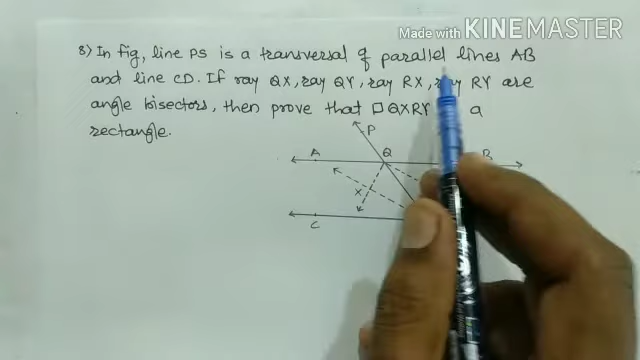 Made with KINEMASTER
8) In fig, line PS is a transversal of parallel lines AB
and line CD. If ray QX, ray QY, ray RX, ray RY are
angle bisectors, then prove that □ QXRY a
rectangle.
P
A Q B
X
C